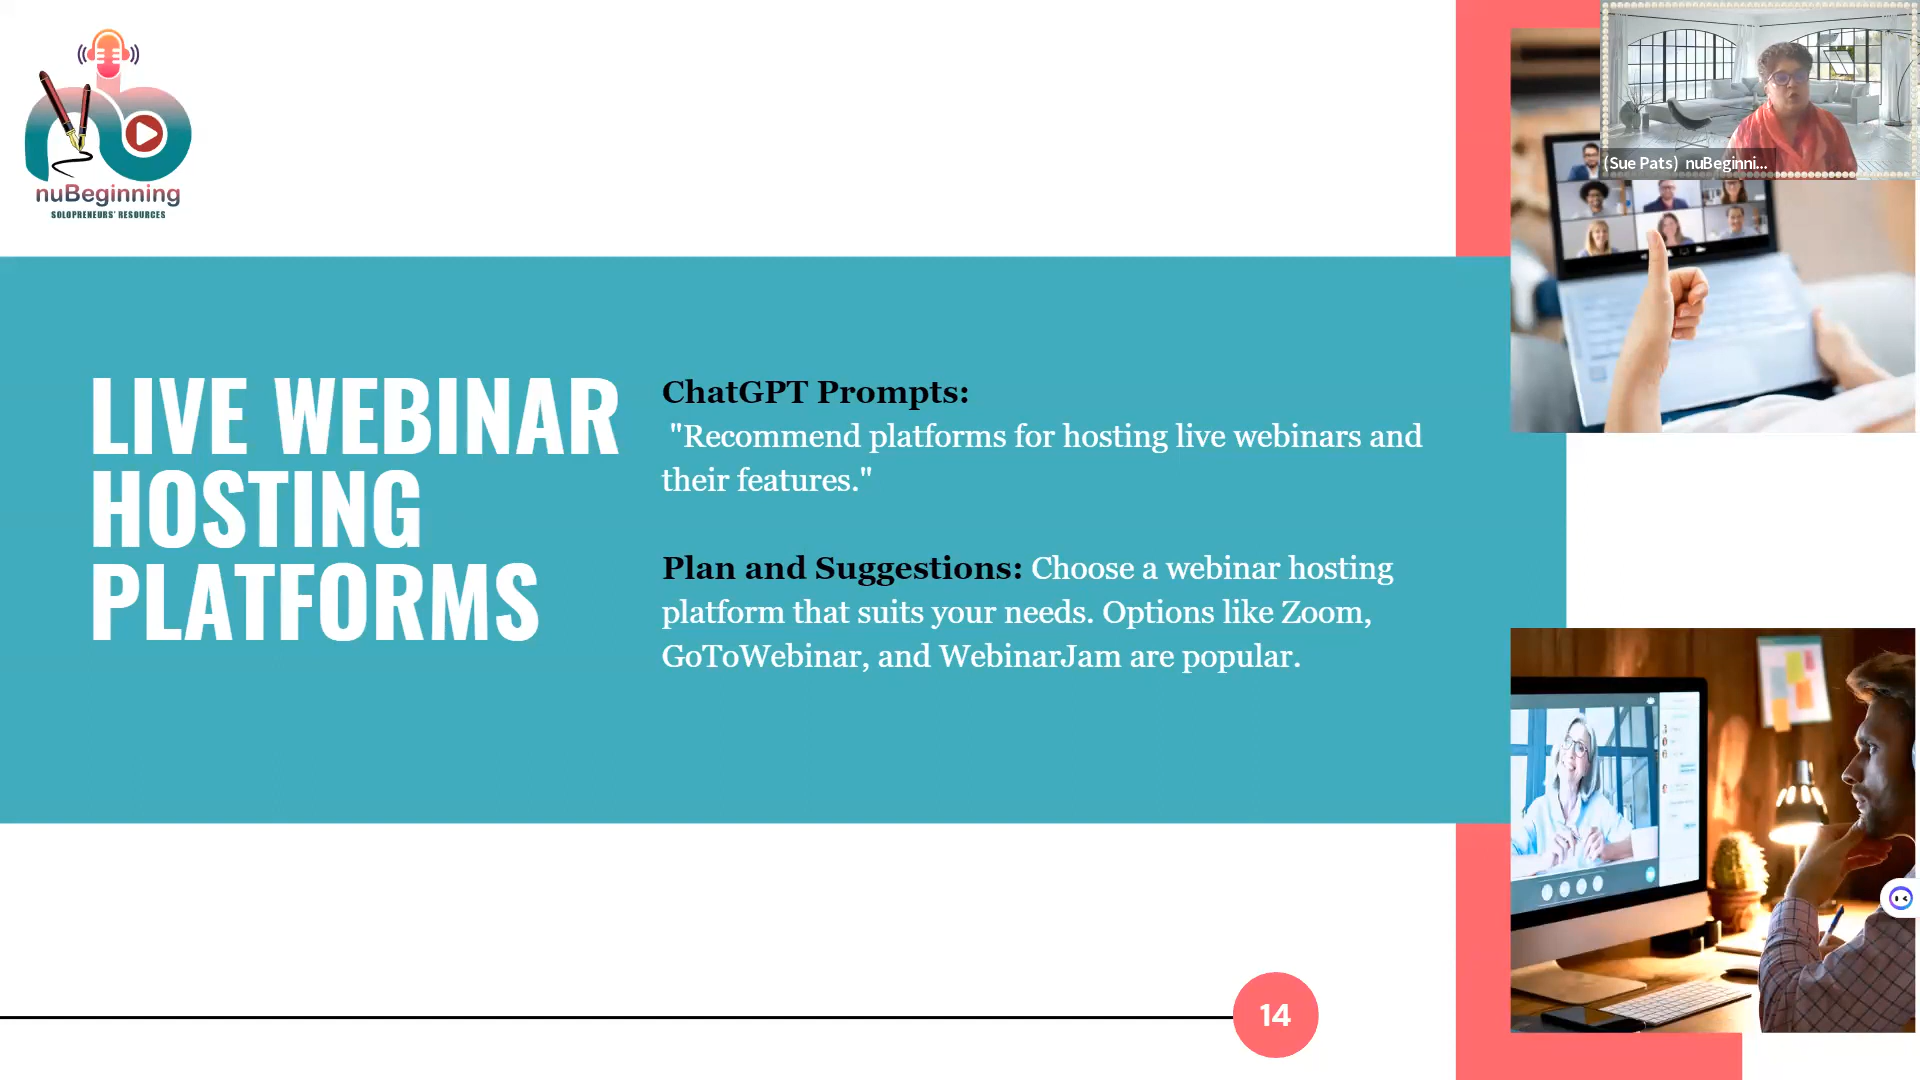 nuBeginning
SOLOPRENEURS' RESOURCES
(Sue Pats) nuBeginni...
LIVE WEBINAR
HOSTING
PLATFORMS
ChatGPT Prompts:
"Recommend platforms for hosting live webinars and
their features."
Plan and Suggestions: Choose a webinar hosting
platform that suits your needs. Options like Zoom,
GoToWebinar, and WebinarJam are popular.
14